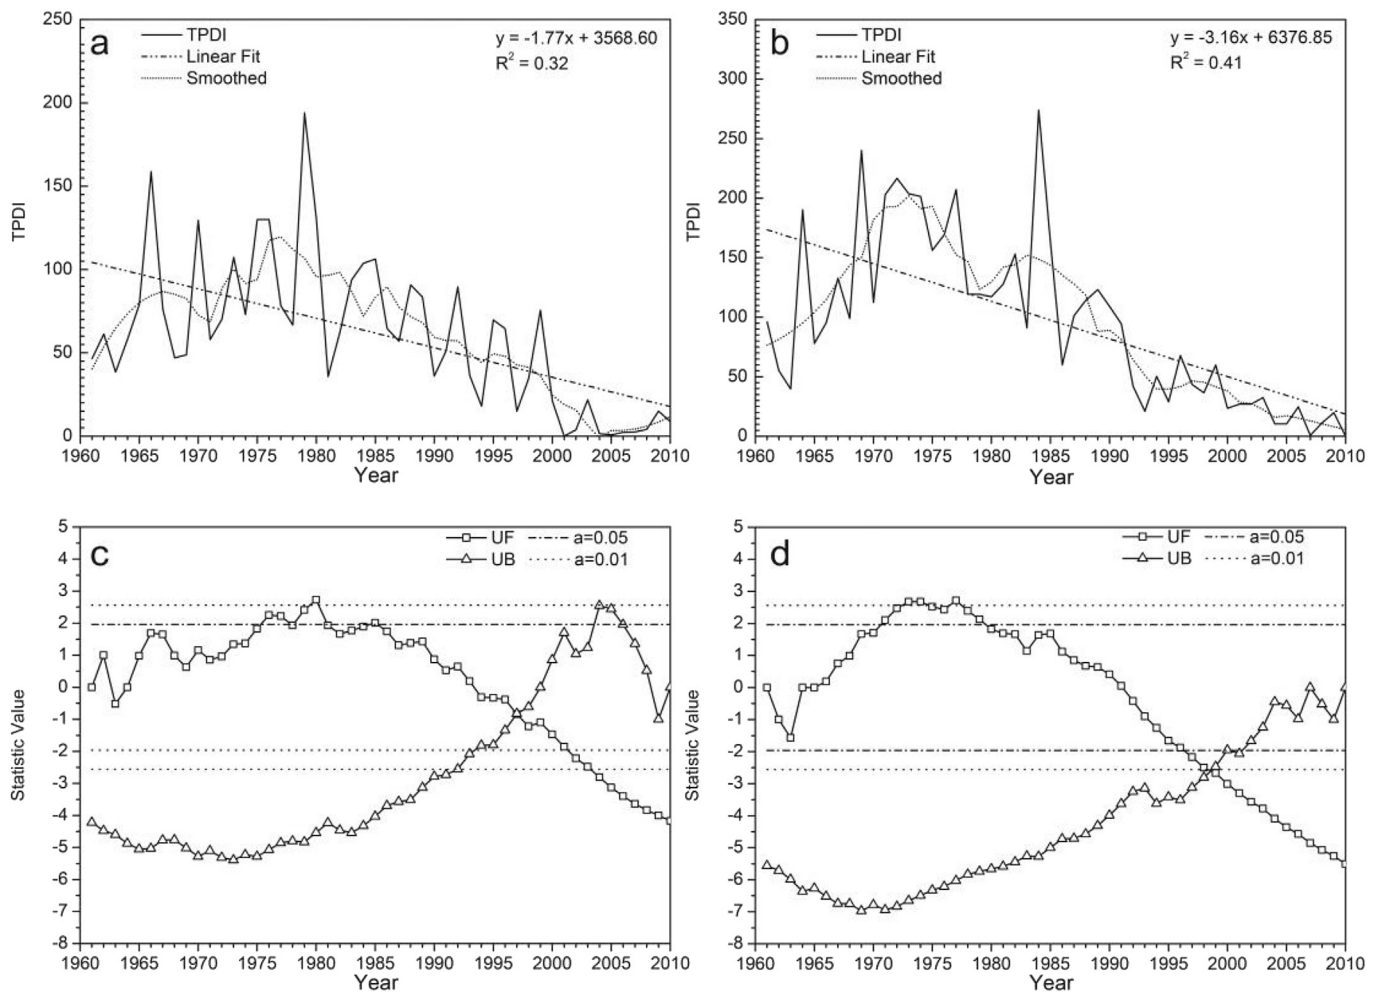 a
TPDI
Linear Fit
Smoothed
y = -1.77x + 3568.60
R² = 0.32
250
200
150
100
50
0
TPDI
1960 1965 1970 1975 1980 1985 1990 1995 2000 2005 2010
Year
b
TPDI
Linear Fit
Smoothed
y = -3.16x + 6376.85
R² = 0.41
350
300
250
200
150
100
50
0
TPDI
1960 1965 1970 1975 1980 1985 1990 1995 2000 2005 2010
Year
c
UF a=0.05
UB a=0.01
5
4
3
2
1
0
-1
-2
-3
-4
-5
-6
-7
-8
Statistic Value
1960 1965 1970 1975 1980 1985 1990 1995 2000 2005 2010
Year
d
UF a=0.05
UB a=0.01
5
4
3
2
1
0
-1
-2
-3
-4
-5
-6
-7
-8
Statistic Value
1960 1965 1970 1975 1980 1985 1990 1995 2000 2005 2010
Year